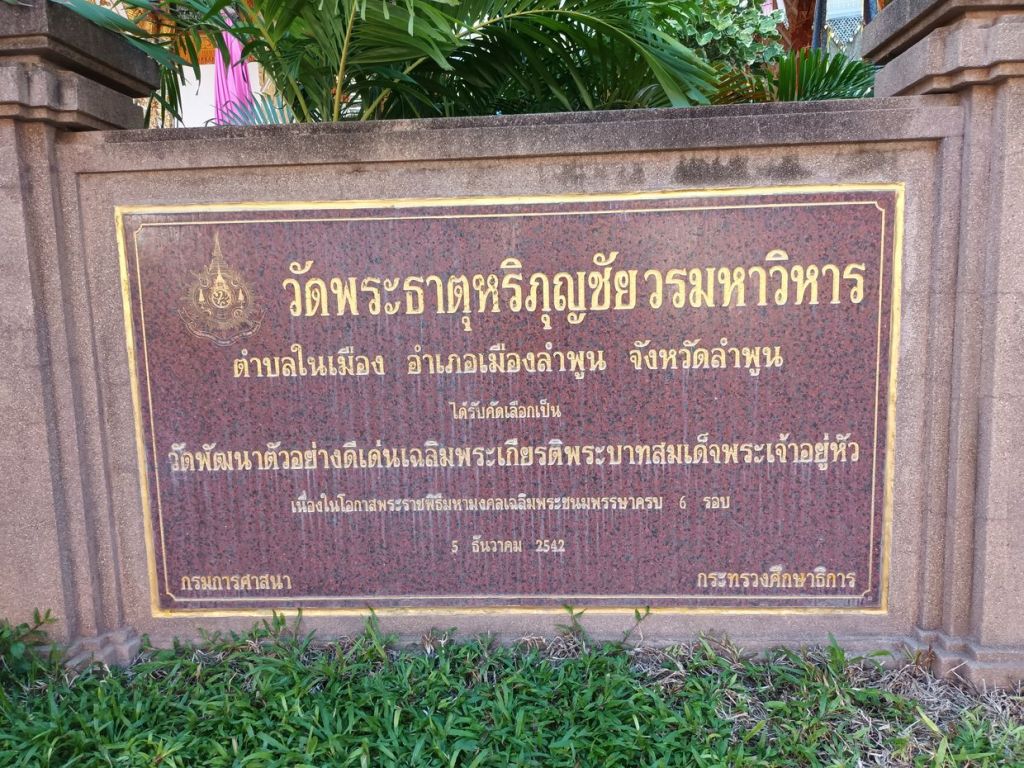 วัดพระธาตุหริภุญชัยวรมหาวิหาร
ตำบลในเมือง อำเภอเมืองลำพูน จังหวัดลำพูน
ได้รับคัดเลือกเป็น
วัดพัฒนาตัวอย่างดีเด่นเฉลิมพระเกียรติพระบาทสมเด็จพระเจ้าอยู่หัว
เนื่องในโอกาสพระราชพิธีมหามงคลเฉลิมพระชนมพรรษาครบ 6 รอบ
5 ธันวาคม 2542
กรมการศาสนา กระทรวงศึกษาธิการ